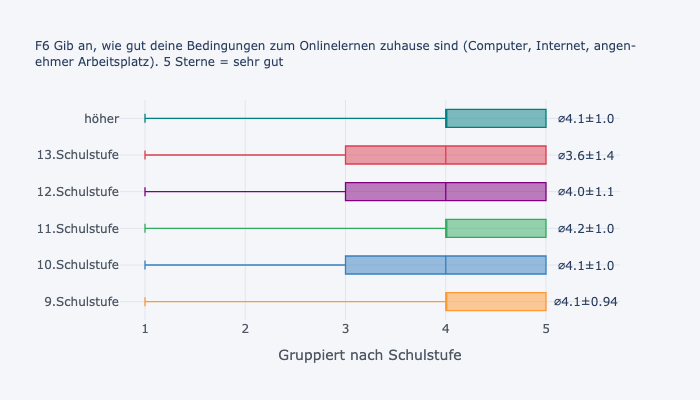 F6 Gib an, wie gut deine Bedingungen zum Onlinelernen zuhause sind (Computer, Internet, angen-
ehmer Arbeitsplatz). 5 Sterne = sehr gut
höher ⌀4.1±1.0
13.Schulstufe ⌀3.6±1.4
12.Schulstufe ⌀4.0±1.1
11.Schulstufe ⌀4.2±1.0
10.Schulstufe ⌀4.1±1.0
9.Schulstufe ⌀4.1±0.94
1 2 3 4 5
Gruppiert nach Schulstufe